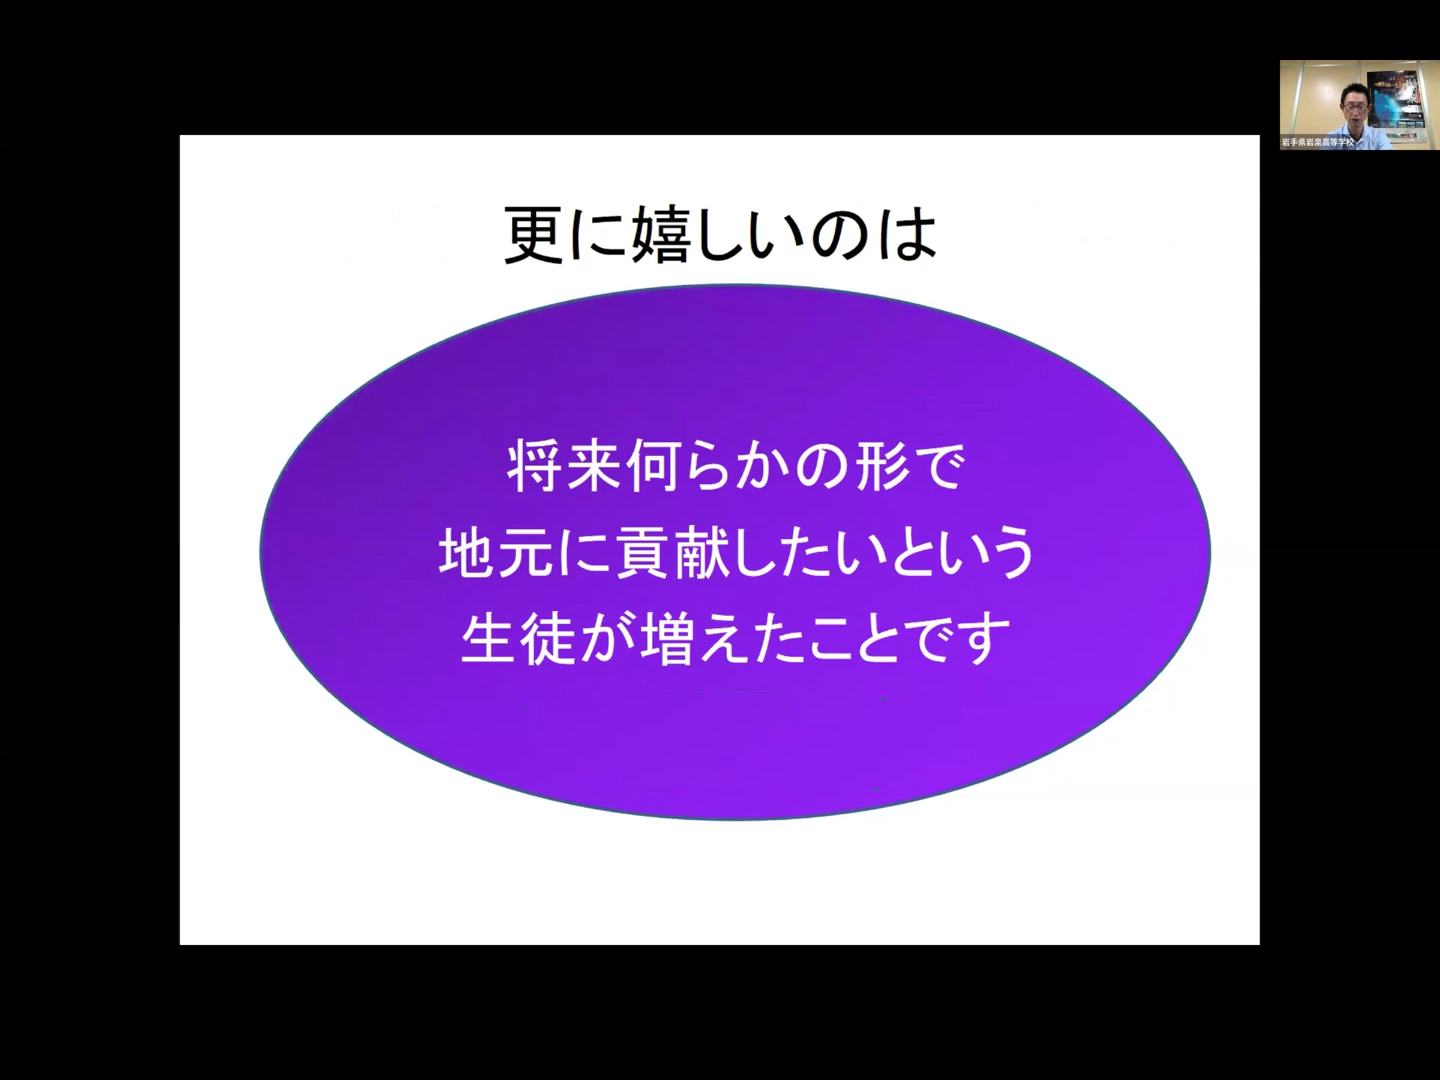 更に嬉しいのは
将来何らかの形で
地元に貢献したいという
生徒が増えたことです
岩手県岩泉高等学校